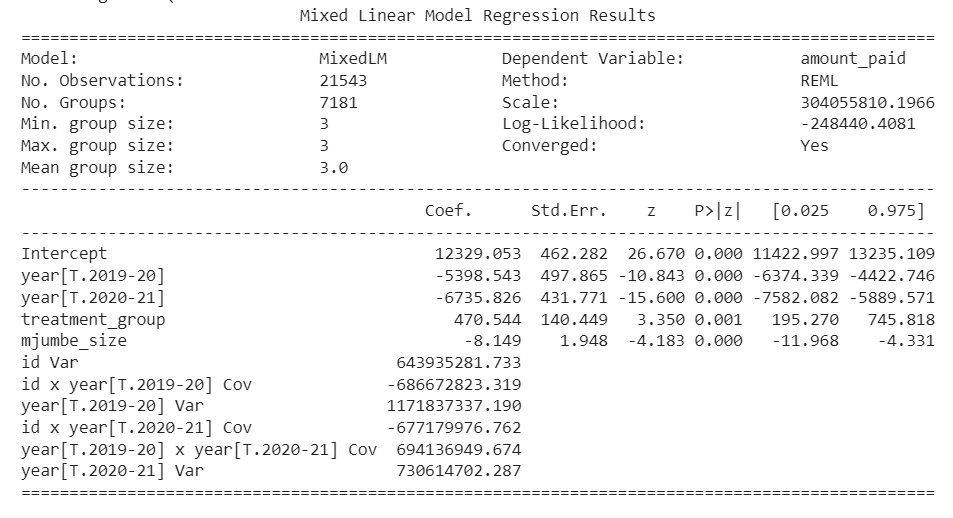 Mixed Linear Model Regression Results
================================================================================================
Model: MixedLM Dependent Variable: amount_paid
No. Observations: 21543 Method: REML
No. Groups: 7181 Scale: 304055810.1966
Min. group size: 3 Log-Likelihood: -248440.4081
Max. group size: 3 Converged: Yes
Mean group size: 3.0
------------------------------------------------------------------------------------------------
Coef. Std.Err. z P>|z| [0.025 0.975]
------------------------------------------------------------------------------------------------
Intercept 12329.053 462.282 26.670 0.000 11422.997 13235.109
year[T.2019-20] -5398.543 497.865 -10.843 0.000 -6374.339 -4422.746
year[T.2020-21] -6735.826 431.771 -15.600 0.000 -7582.082 -5889.571
treatment_group 470.544 140.449 3.350 0.001 195.270 745.818
mjumbe_size -8.149 1.948 -4.183 0.000 -11.968 -4.331
id Var 643935281.733
id x year[T.2019-20] Cov -686672823.319
year[T.2019-20] Var 1171837337.190
id x year[T.2020-21] Cov -677179976.762
year[T.2019-20] x year[T.2020-21] Cov 694136949.674
year[T.2020-21] Var 730614702.287
================================================================================================